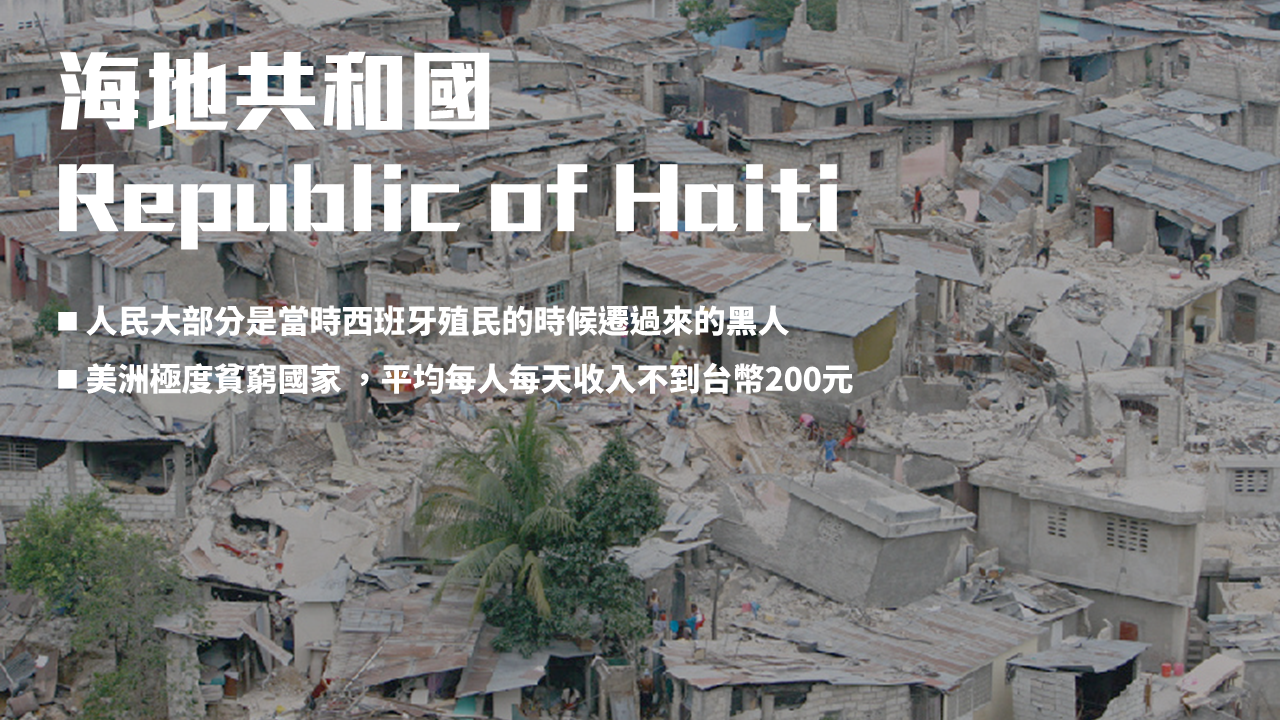 海地共和國
Republic of Haiti
■ 人民大部分是當時西班牙殖民的時候遷過來的黑人
■ 美洲極度貧窮國家 ，平均每人每天收入不到台幣200元